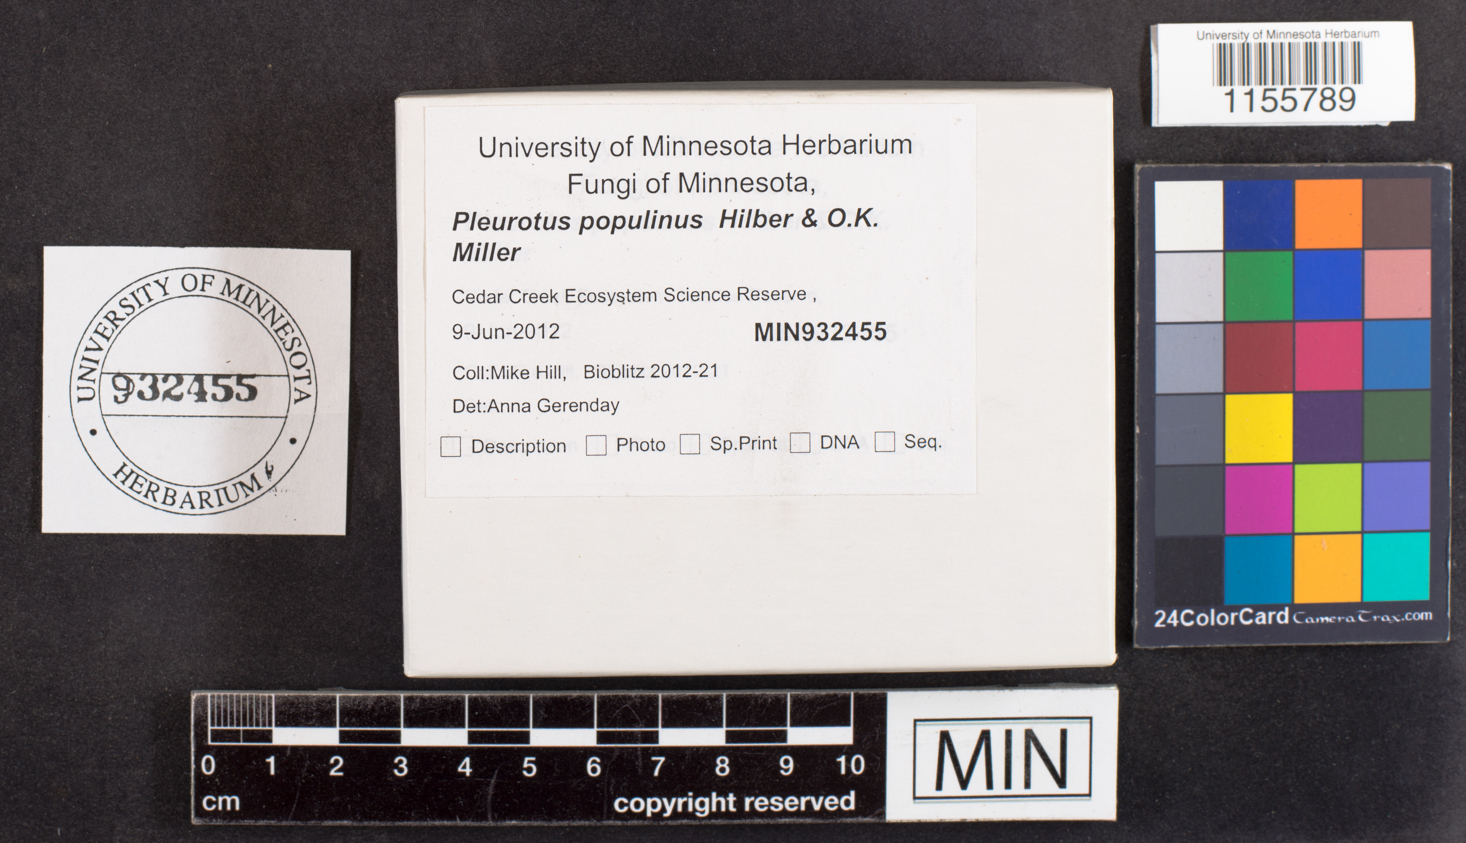 University of Minnesota Herbarium
1155789
University of Minnesota Herbarium
Fungi of Minnesota,
Pleurotus populinus Hilber & O.K.
Miller
Cedar Creek Ecosystem Science Reserve ,
9-Jun-2012 MIN932455
Coll:Mike Hill, Bioblitz 2012-21
Det:Anna Gerenday
Description Photo Sp.Print DNA Seq.
UNIVERSITY OF MINNESOTA
932455
HERBARIUM
24ColorCard CameraTrax.com
0 1 2 3 4 5 6 7 8 9 10
cm copyright reserved
MIN